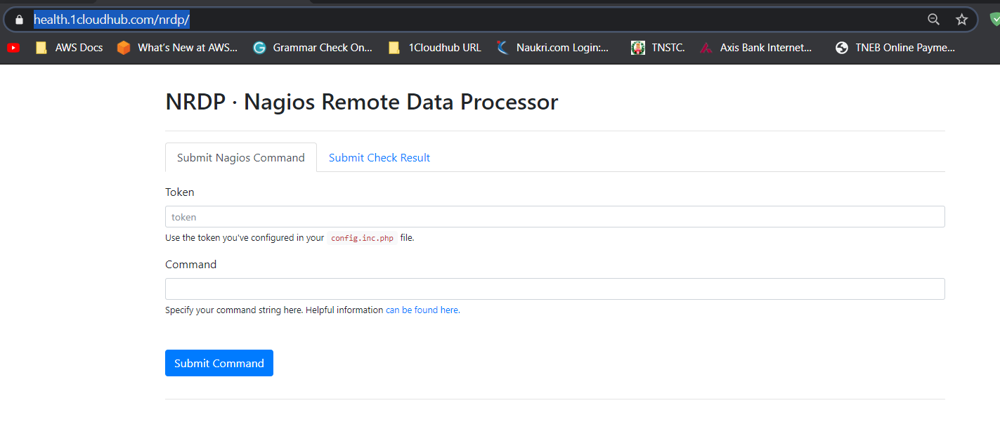 health.1cloudhub.com/nrdp/
AWS Docs What's New at AWS... Grammar Check On... 1Cloudhub URL Naukri.com Login:... TNSTC. Axis Bank Internet... TNEB Online Payme...
NRDP · Nagios Remote Data Processor
Submit Nagios Command Submit Check Result
Token
token
Use the token you've configured in your config.inc.php file.
Command
Specify your command string here. Helpful information can be found here.
Submit Command